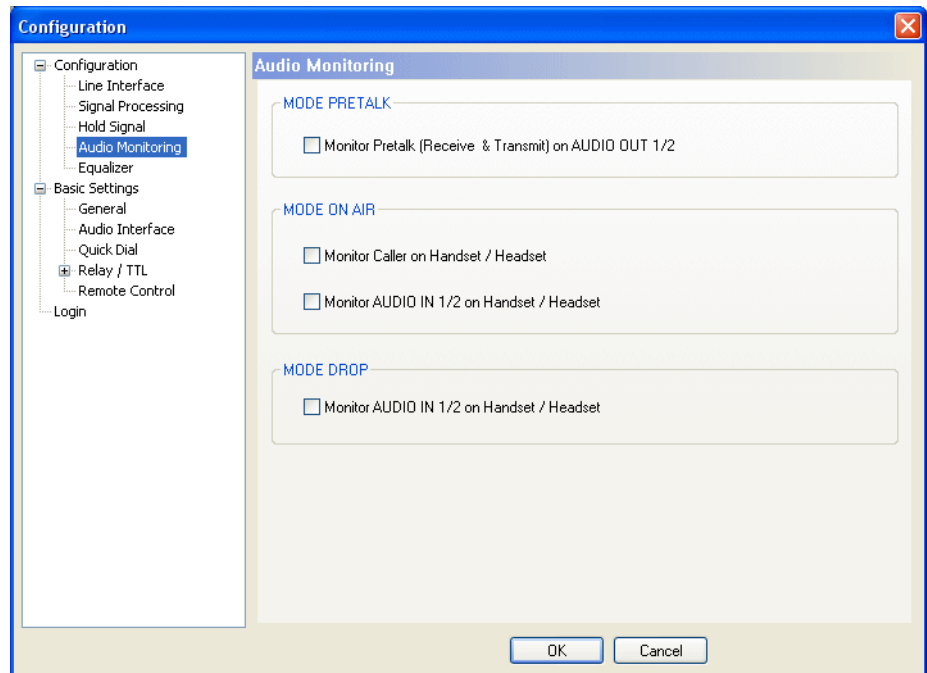 Configuration
Configuration
Line Interface
Signal Processing
Hold Signal
Audio Monitoring
Equalizer
Basic Settings
General
Audio Interface
Quick Dial
Relay / TTL
Remote Control
Login
Audio Monitoring
MODE PRETALK
Monitor Pretalk (Receive & Transmit) on AUDIO OUT 1/2
MODE ON AIR
Monitor Caller on Handset / Headset
Monitor AUDIO IN 1/2 on Handset / Headset
MODE DROP
Monitor AUDIO IN 1/2 on Handset / Headset
OK
Cancel